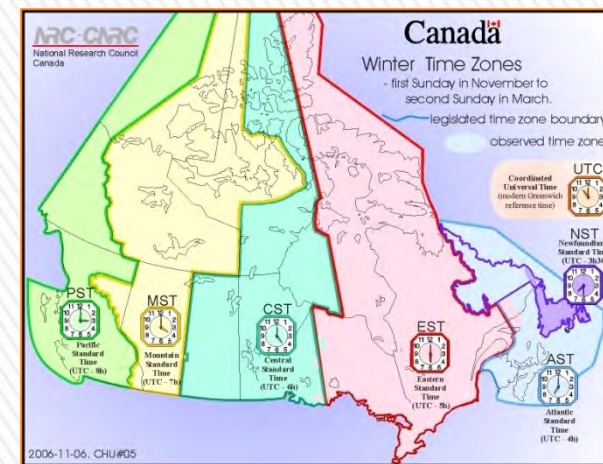 NRC·CNRC
National Research Council
Canada
Canada
Winter Time Zones
- first Sunday in November to
second Sunday in March.
legislated time zone boundary
observed time zone
UTC
Coordinated
Universal Time
(modern Greenwich
reference time)
NST
Newfoundland
Standard Time
(UTC - 3h30
PST
Pacific
Standard
Time
(UTC - 8h)
MST
Mountain
Standard
Time
(UTC - 7h)
CST
Central
Standard
Time
(UTC - 6h)
EST
Eastern
Standard
Time
(UTC - 5h)
AST
Atlantic
Standard
Time
(UTC - 4h)
2006-11-06, CHU#05